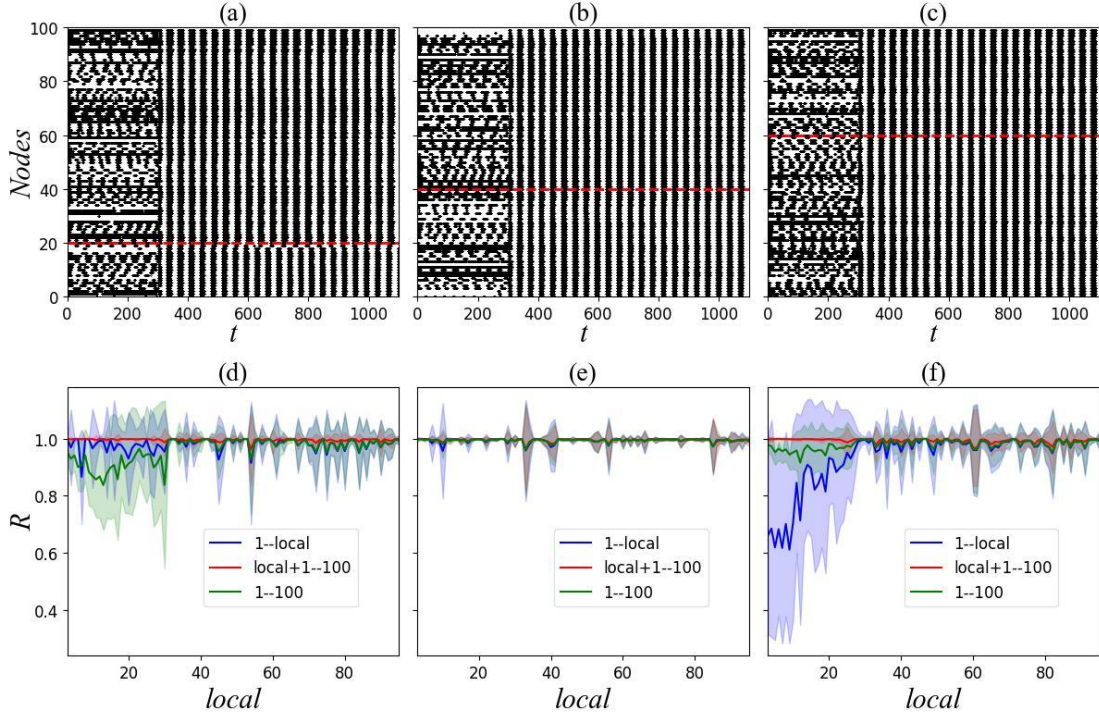 (a) (b) (c)
Nodes
100
80
60
40
20
0
0 200 400 600 800 1000
0 200 400 600 800 1000
0 200 400 600 800 1000
t t t
(d) (e) (f)
R
1.0
0.8
0.6
0.4
1--local
local+1--100
1--100
1--local
local+1--100
1--100
1--local
local+1--100
1--100
20 40 60 80
20 40 60 80
20 40 60 80
local local local